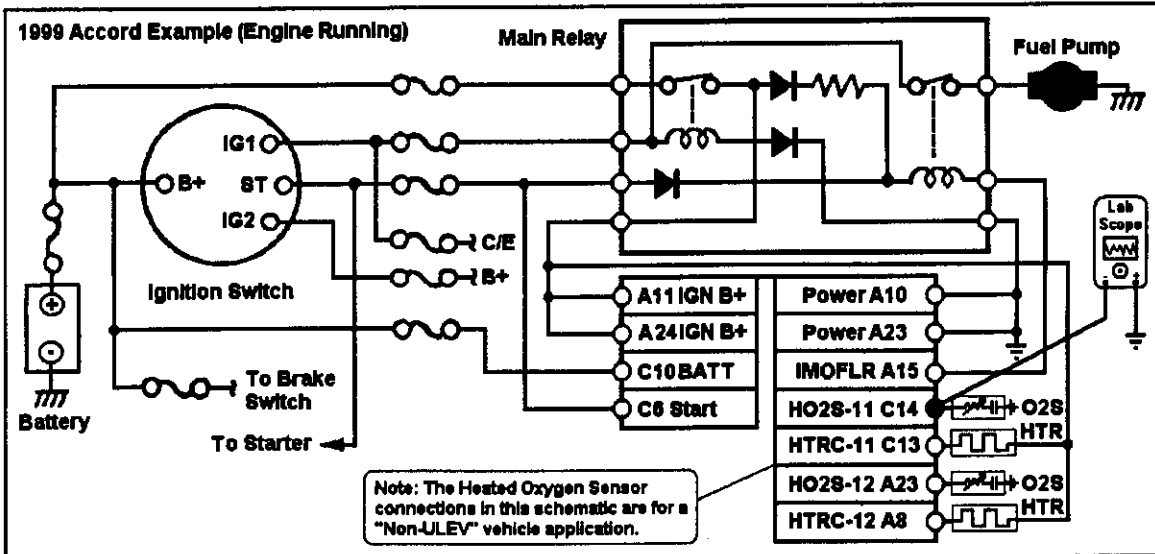 1999 Accord Example (Engine Running)
Main Relay
Fuel Pump
IG1
B+
ST
IG2
C/E
B+
Ignition Switch
Lab
Scope
- +
+
-
Battery
To Brake
Switch
To Starter
A11 IGN B+
A24 IGN B+
C10 BATT
C6 Start
Power A10
Power A23
IMOFLR A15
HO2S-11 C14
HTRC-11 C13
HO2S-12 A23
HTRC-12 A8
O2S
HTR
O2S
HTR
Note: The Heated Oxygen Sensor
connections in this schematic are for a
"Non-ULEV" vehicle application.